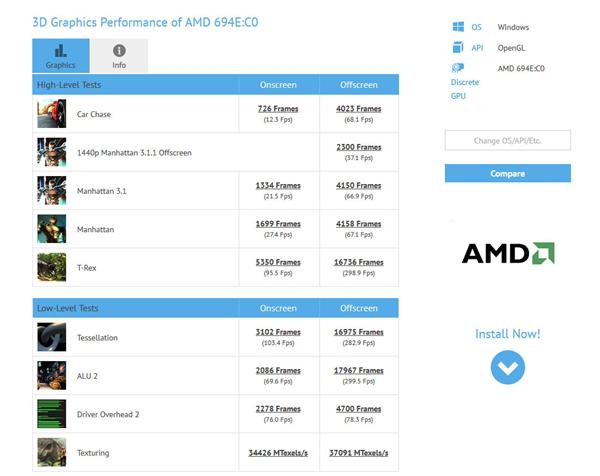 3D Graphics Performance of AMD 694E:C0
Graphics
Info
High-Level Tests Onscreen Offscreen
Car Chase 726 Frames 4023 Frames
(12.3 Fps) (68.1 Fps)
1440p Manhattan 3.1.1 Offscreen 2300 Frames
(37.1 Fps)
Manhattan 3.1 1334 Frames 4150 Frames
(21.5 Fps) (66.9 Fps)
Manhattan 1699 Frames 4158 Frames
(27.4 Fps) (67.1 Fps)
T-Rex 5350 Frames 16736 Frames
(95.5 Fps) (298.9 Fps)
Low-Level Tests Onscreen Offscreen
Tessellation 3102 Frames 16975 Frames
(103.4 Fps) (282.9 Fps)
ALU 2 2086 Frames 17967 Frames
(69.6 Fps) (299.5 Fps)
Driver Overhead 2 2278 Frames 4700 Frames
(76.0 Fps) (78.3 Fps)
Texturing 34426 MTexels/s 37091 MTexels/s
OS Windows
API OpenGL
AMD 694E:C0
Discrete
GPU
Change OS/API/Etc.
Compare
AMD
Install Now!